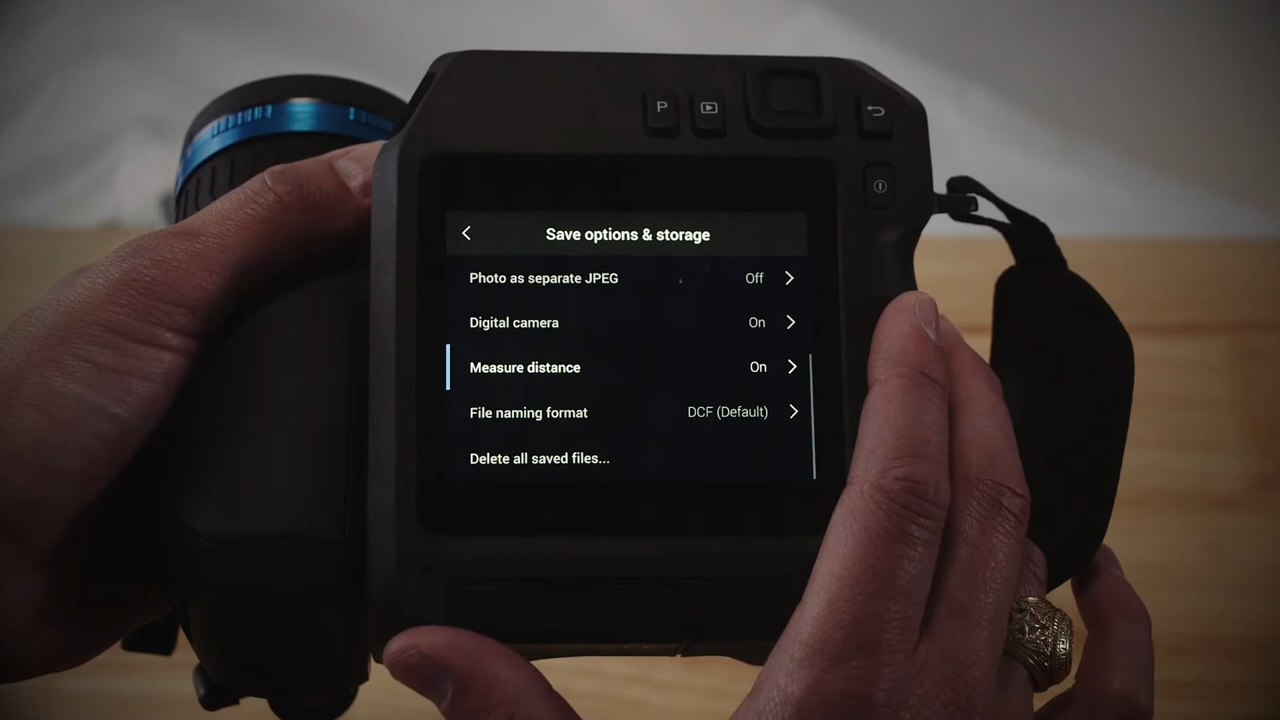 P
Save options & storage
Photo as separate JPEG Off
Digital camera On
Measure distance On
File naming format DCF (Default)
Delete all saved files...